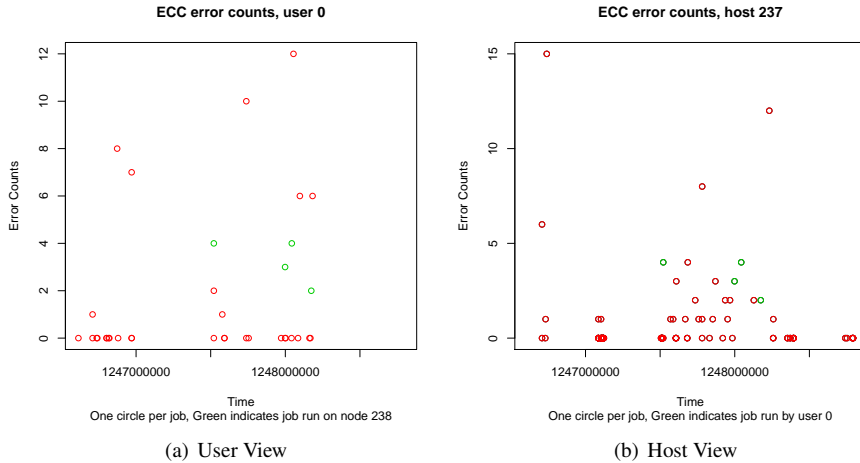 ECC error counts, user 0
12
10
8
6
4
2
0
Error Counts
1247000000
1248000000
Time
One circle per job, Green indicates job run on node 238
(a) User View
ECC error counts, host 237
15
10
5
0
Error Counts
1247000000
1248000000
Time
One circle per job, Green indicates job run by user 0
(b) Host View